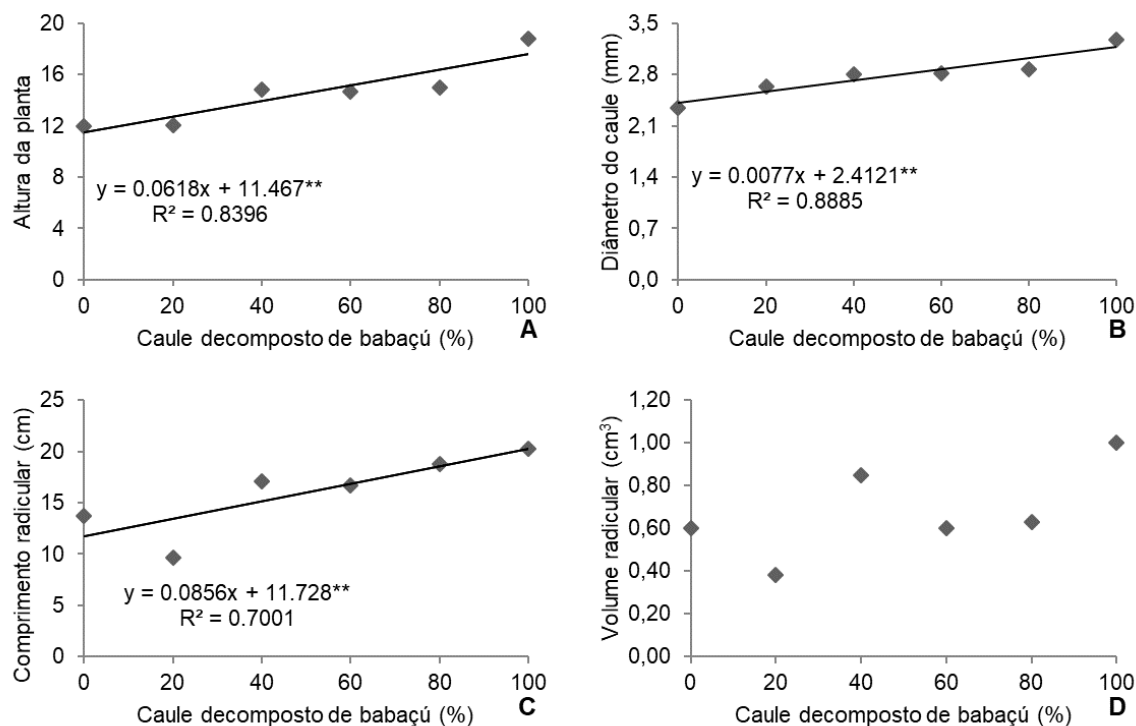 20
16
12
8
4
0
Altura da planta
y = 0.0618x + 11.467**
R² = 0.8396
0 20 40 60 80 100
Caule decomposto de babaçú (%)
A
3,5
2,8
2,1
1,4
0,7
0,0
Diâmetro do caule (mm)
y = 0.0077x + 2.4121**
R² = 0.8885
0 20 40 60 80 100
Caule decomposto de babaçú (%)
B
25
20
15
10
5
0
Comprimento radicular (cm)
y = 0.0856x + 11.728**
R² = 0.7001
0 20 40 60 80 100
Caule decomposto de babaçú (%)
C
1,20
1,00
0,80
0,60
0,40
0,20
0,00
Volume radicular (cm³)
0 20 40 60 80 100
Caule decomposto de babaçú (%)
D